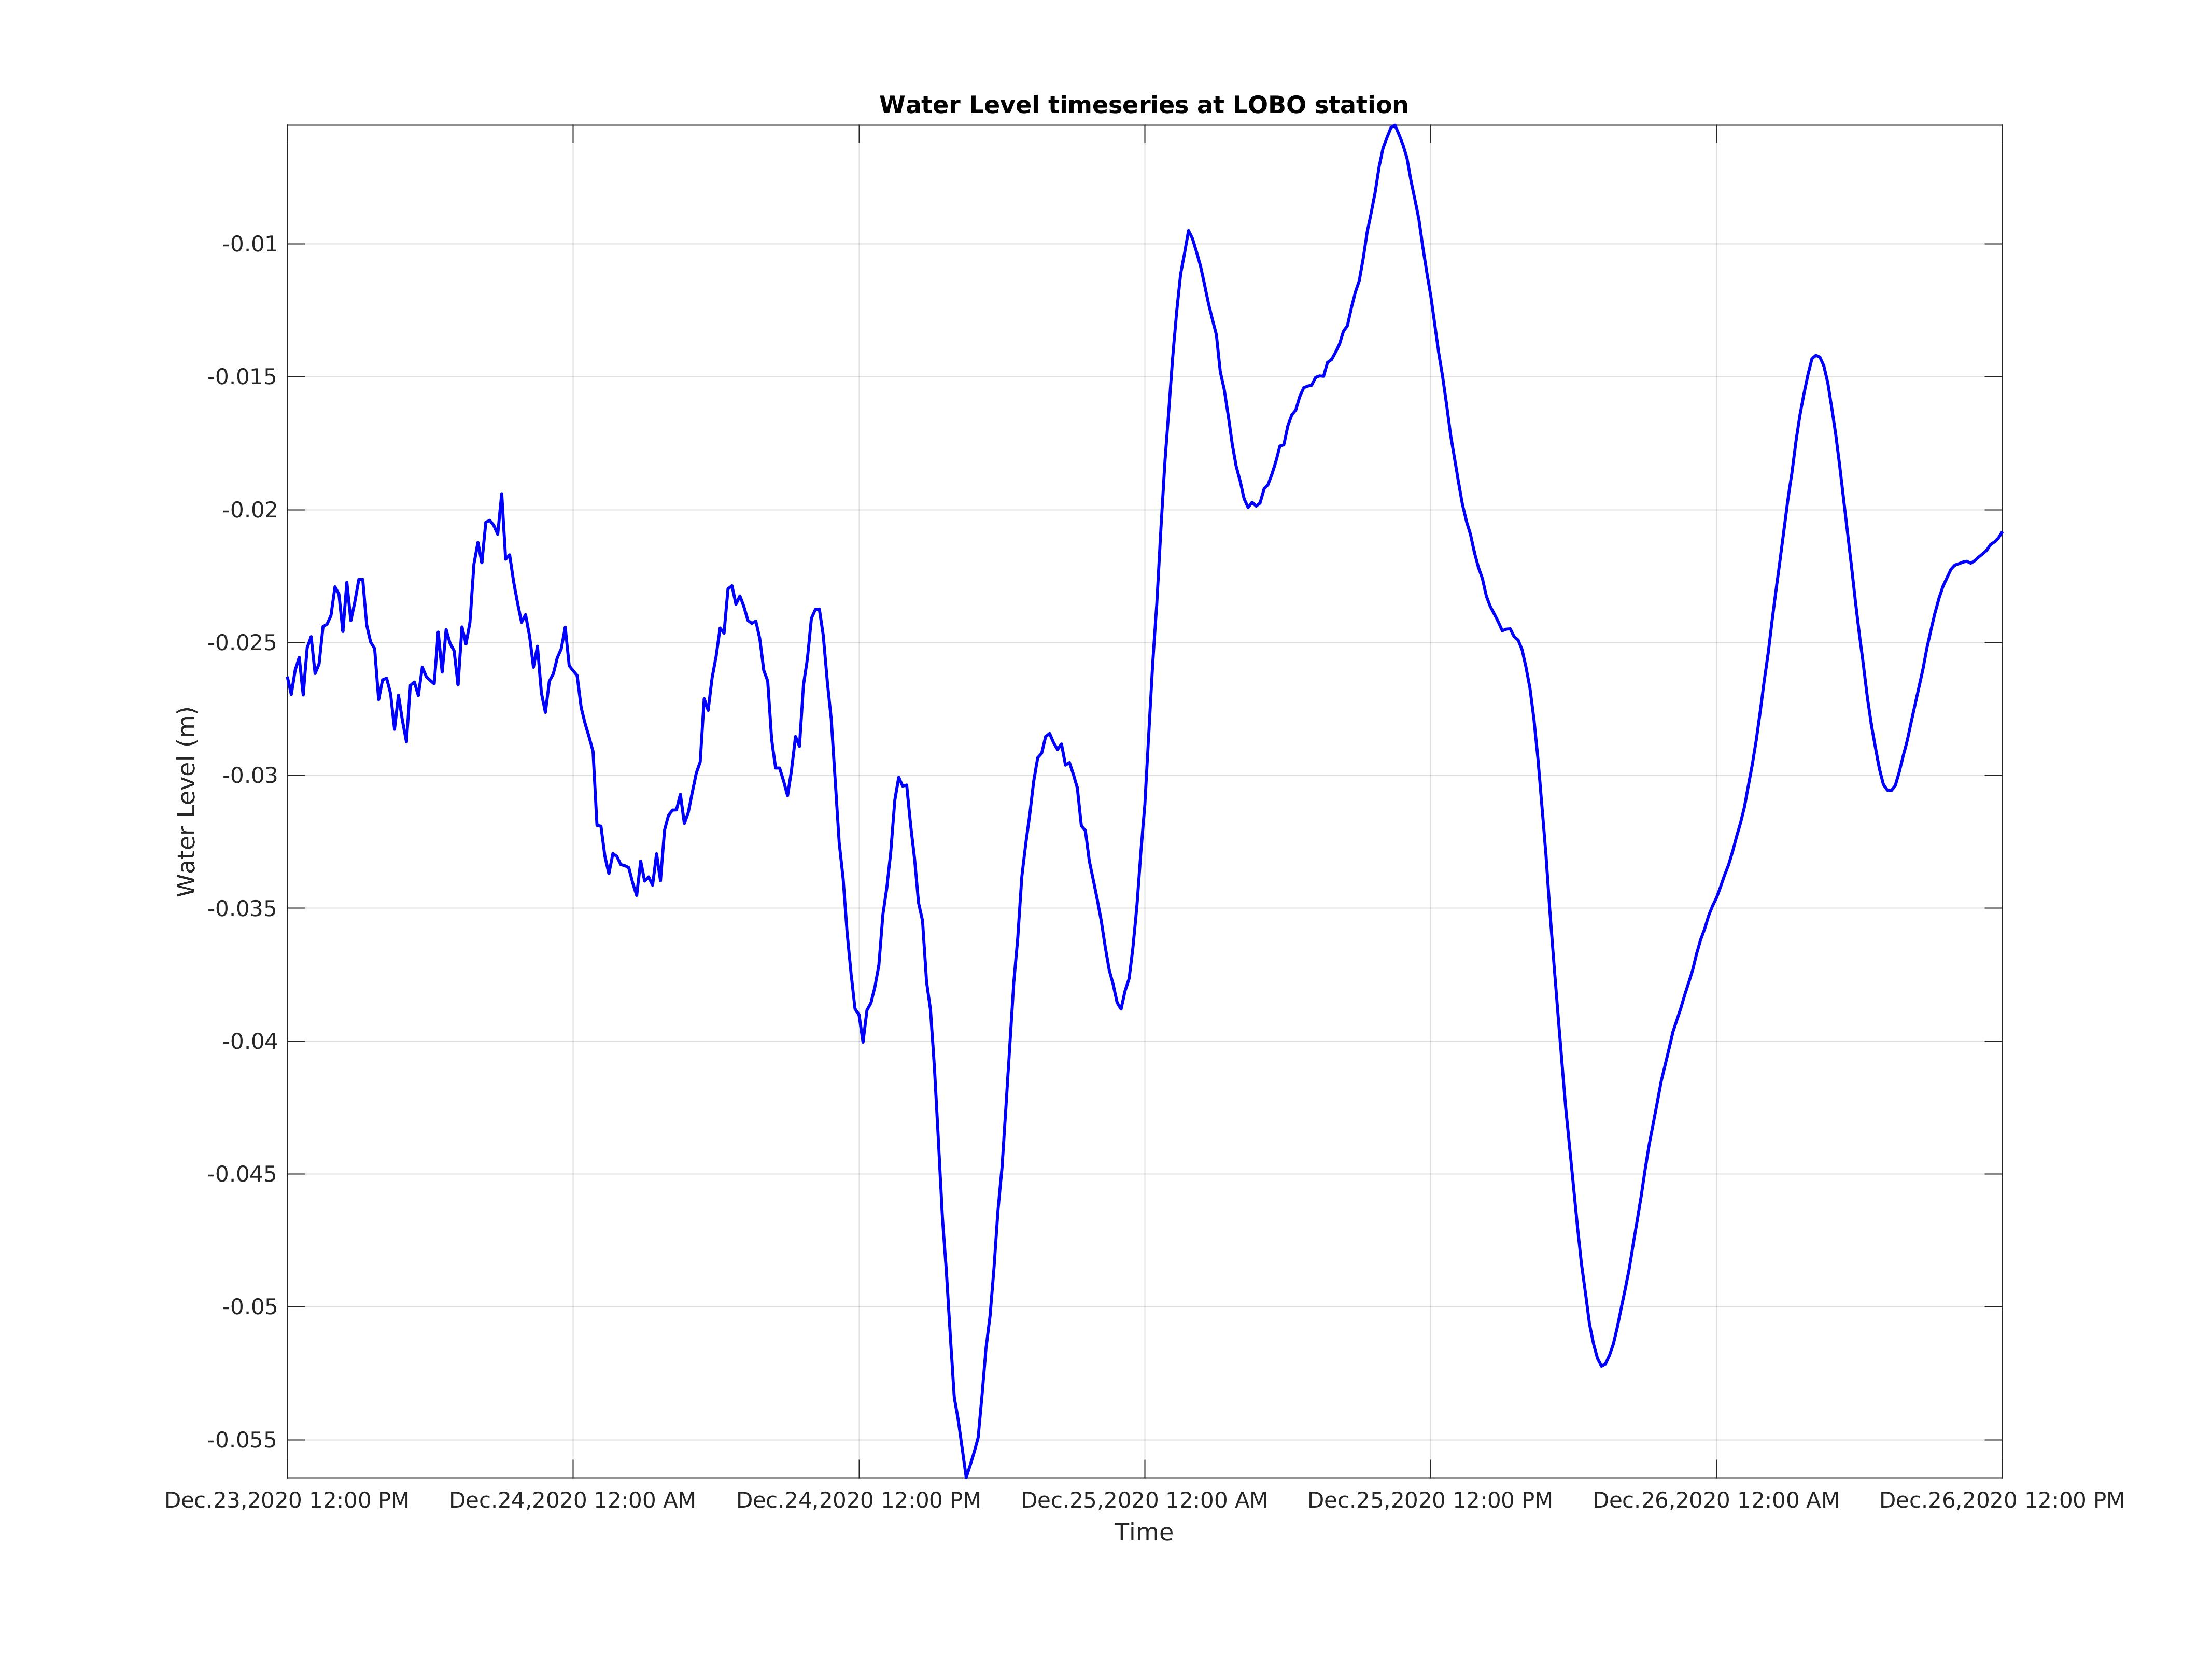 Water Level timeseries at LOBO station
-0.01
-0.015
-0.02
-0.025
-0.03
-0.035
-0.04
-0.045
-0.05
-0.055
Water Level (m)
Dec.23,2020 12:00 PM
Dec.24,2020 12:00 AM
Dec.24,2020 12:00 PM
Dec.25,2020 12:00 AM
Dec.25,2020 12:00 PM
Dec.26,2020 12:00 AM
Dec.26,2020 12:00 PM
Time